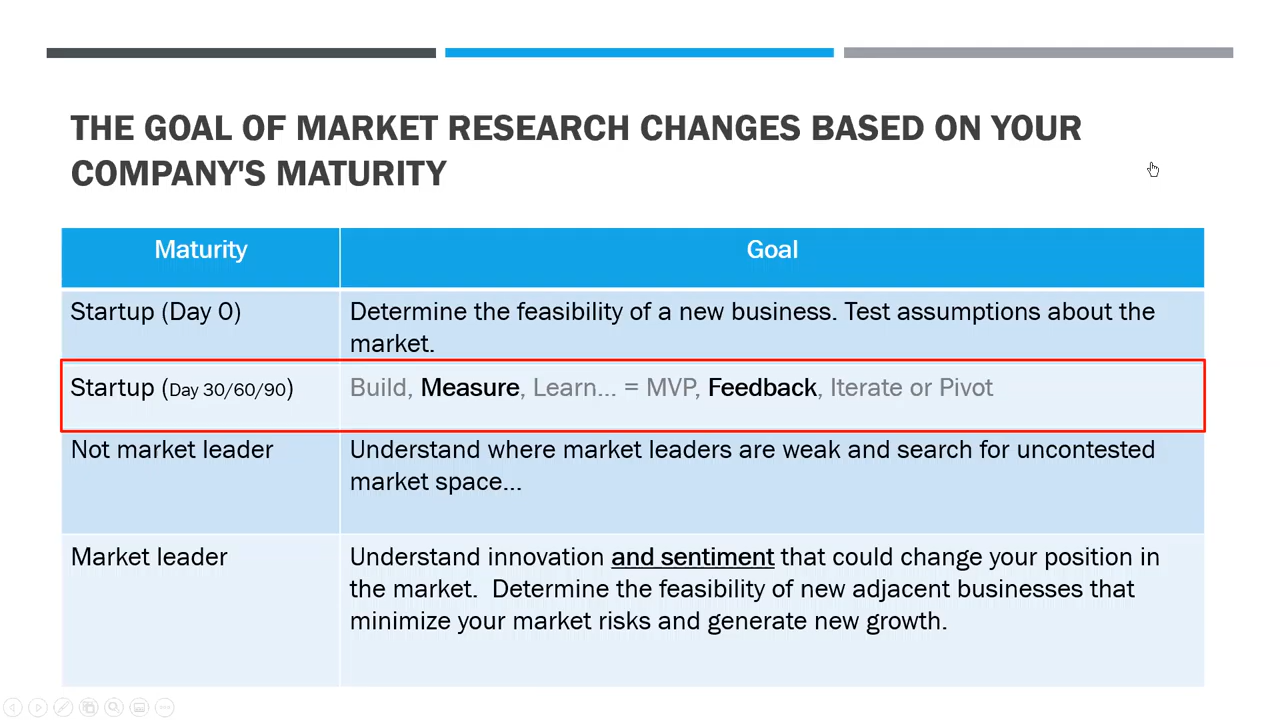 THE GOAL OF MARKET RESEARCH CHANGES BASED ON YOUR
COMPANY'S MATURITY
Maturity
Goal
Startup (Day 0)
Determine the feasibility of a new business. Test assumptions about the
market.
Startup (Day 30/60/90)
Build, Measure, Learn... = MVP, Feedback, Iterate or Pivot
Not market leader
Understand where market leaders are weak and search for uncontested
market space...
Market leader
Understand innovation and sentiment that could change your position in
the market.  Determine the feasibility of new adjacent businesses that
minimize your market risks and generate new growth.